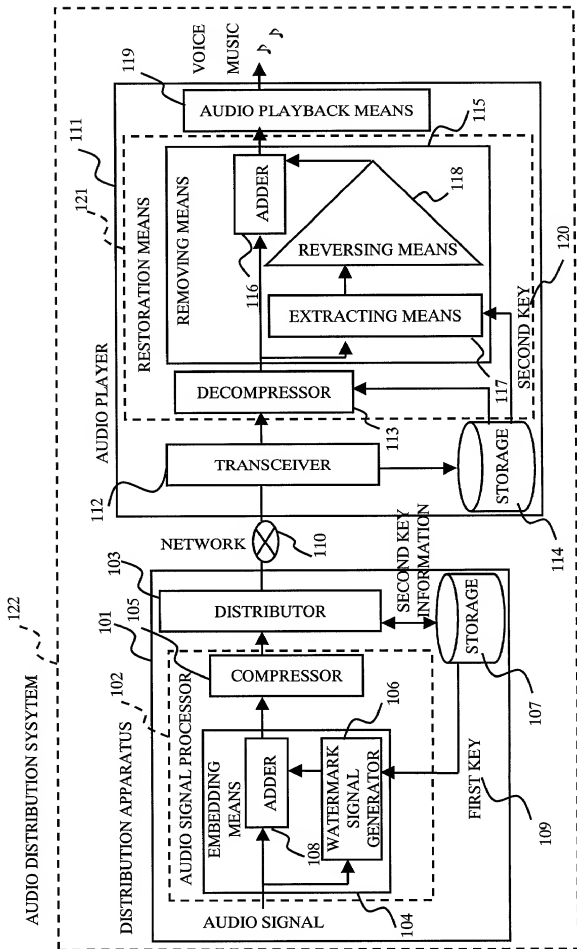 AUDIO DISTRIBUTION SYSYTEM
122
DISTRIBUTION APPARATUS
101
AUDIO SIGNAL PROCESSOR
102
105
103
EMBEDDING
MEANS
ADDER
108
WATERMARK
SIGNAL
GENERATOR
106
AUDIO SIGNAL
104
COMPRESSOR
DISTRIBUTOR
FIRST KEY
109
STORAGE
107
SECOND KEY
INFORMATION
NETWORK
110
AUDIO PLAYER
111
112
TRANSCEIVER
STORAGE
114
RESTORATION MEANS
121
DECOMPRESSOR
113
REMOVING MEANS
115
ADDER
116
REVERSING MEANS
118
EXTRACTING MEANS
117
SECOND KEY
120
AUDIO PLAYBACK MEANS
119
VOICE
MUSIC